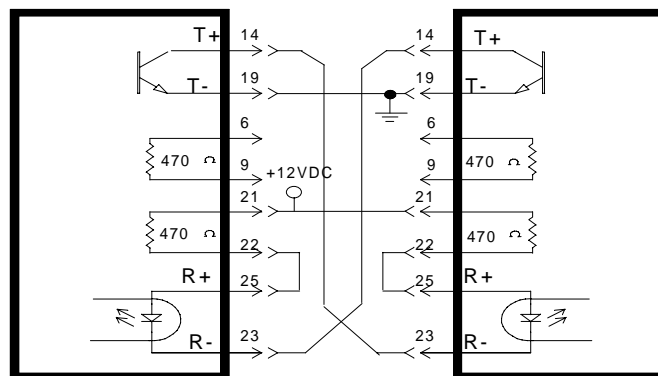 T+ 14 14 T+
T- 19 19 T-
6 6
470 Ω 9 +12VDC 9 470 Ω
21 21
470 Ω 22 22 470 Ω
R+ 25 25 R+
R- 23 23 R-